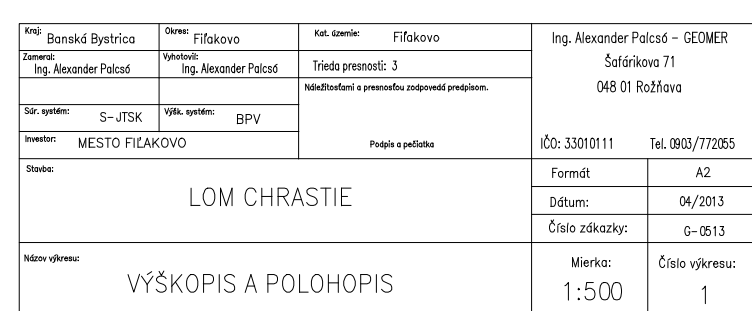 Kraj: Banská Bystrica
Okres: Fiľakovo
Kat. územie: Fiľakovo
Ing. Alexander Palcsó - GEOMER
Šafárikova 71
048 01 Rožňava
IČO: 33010111 Tel. 0903/772055
Zameral: Ing. Alexander Palcsó
Vyhotovil: Ing. Alexander Palcsó
Trieda presnosti: 3
Náležitosťami a presnosťou zodpovedá predpisom.
Súr. systém: S-JTSK
Výšk. systém: BPV
Investor: MESTO FIĽAKOVO
Podpis a pečiatka
Stavba:
LOM CHRASTIE
Formát A2
Dátum: 04/2013
Číslo zákazky: G-0513
Názov výkresu:
VÝŠKOPIS A POLOHOPIS
Mierka:
1:500
Číslo výkresu:
1